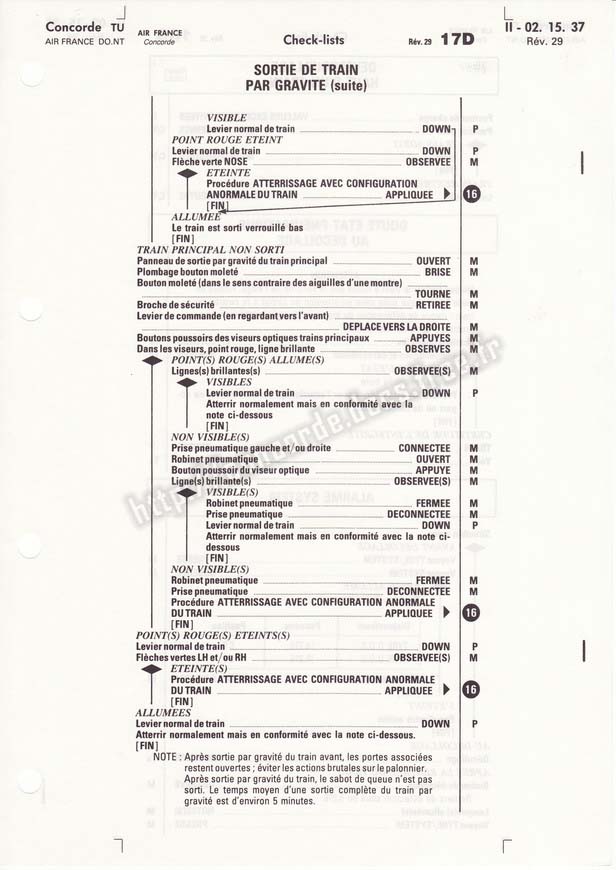 Concorde TU
AIR FRANCE DO.NT
AIR FRANCE
Concorde
Check-lists
Rév. 29 17D
II - 02. 15. 37
Rév. 29
SORTIE DE TRAIN
PAR GRAVITE (suite)
VISIBLE
Levier normal de train DOWN P
POINT ROUGE ETEINT
Levier normal de train DOWN P
Flèche verte NOSE OBSERVEE M
ETEINTE
Procédure ATTERRISSAGE AVEC CONFIGURATION
ANORMALE DU TRAIN APPLIQUEE 16
[FIN]
ALLUMEE
Le train est sorti verrouillé bas
[FIN]
TRAIN PRINCIPAL NON SORTI
Panneau de sortie par gravité du train principal OUVERT M
Plombage bouton moleté BRISE M
Bouton moleté (dans le sens contraire des aiguilles d'une montre)
TOURNE M
Broche de sécurité RETIREE M
Levier de commande (en regardant vers l'avant)
DEPLACE VERS LA DROITE M
Boutons poussoirs des viseurs optiques trains principaux APPUYES M
Dans les viseurs, point rouge, ligne brillante OBSERVES M
POINT(S) ROUGE(S) ALLUME(S)
Lignes(s) brillantes(s) OBSERVEE(S) M
VISIBLES
Levier normal de train DOWN P
Atterrir normalement mais en conformité avec la
note ci-dessous
[FIN]
NON VISIBLE(S)
Prise pneumatique gauche et/ou droite CONNECTEE M
Robinet pneumatique OUVERT M
Bouton poussoir du viseur optique APPUYE M
Ligne(s) brillante(s) OBSERVEE(S) M
VISIBLE(S)
Robinet pneumatique FERMEE M
Prise pneumatique DECONNECTEE M
Levier normal de train DOWN P
Atterrir normalement mais en conformité avec la note ci-
dessous
[FIN]
NON VISIBLE(S)
Robinet pneumatique FERMEE M
Prise pneumatique DECONNECTEE M
Procédure ATTERRISSAGE AVEC CONFIGURATION ANORMALE
DU TRAIN APPLIQUEE 16
[FIN]
POINT(S) ROUGE(S) ETEINTS(S)
Levier normal de train DOWN P
Flèches vertes LH et/ou RH OBSERVEE(S) M
ETEINTE(S)
Procédure ATTERRISSAGE AVEC CONFIGURATION ANORMALE
DU TRAIN APPLIQUEE 16
[FIN]
ALLUMEES
Levier normal de train DOWN P
Atterrir normalement mais en conformité avec la note ci-dessous.
[FIN]
NOTE : Après sortie par gravité du train avant, les portes associées
restent ouvertes ; éviter les actions brutales sur le palonnier.
Après sortie par gravité du train, le sabot de queue n'est pas
sorti. Le temps moyen d'une sortie complète du train par
gravité est d'environ 5 minutes.